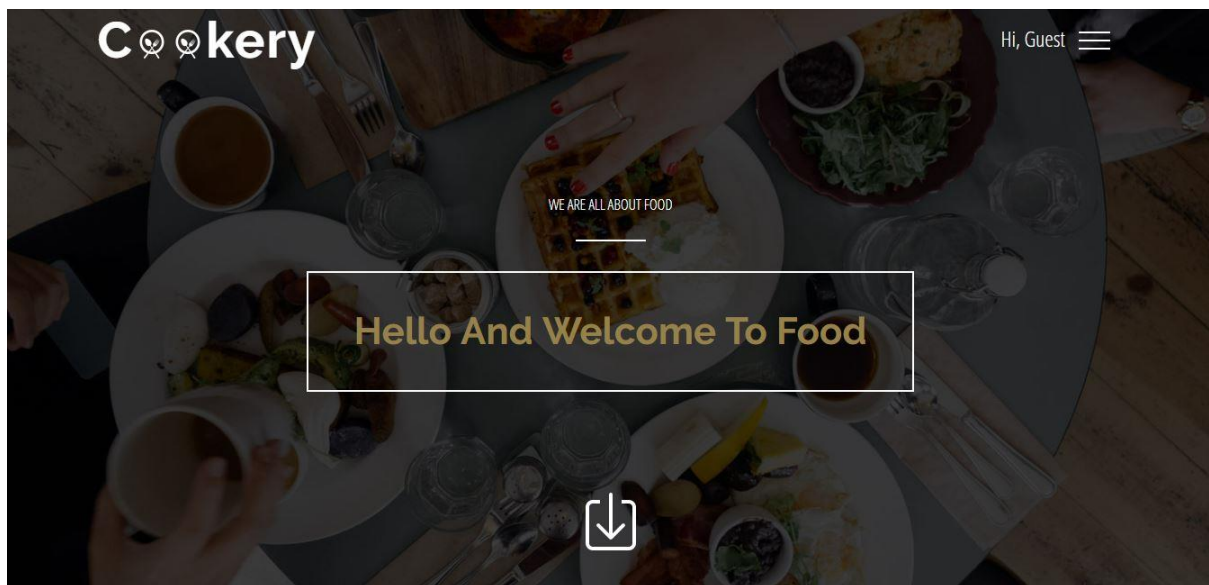 Cookery
Hi, Guest
WE ARE ALL ABOUT FOOD
Hello And Welcome To Food